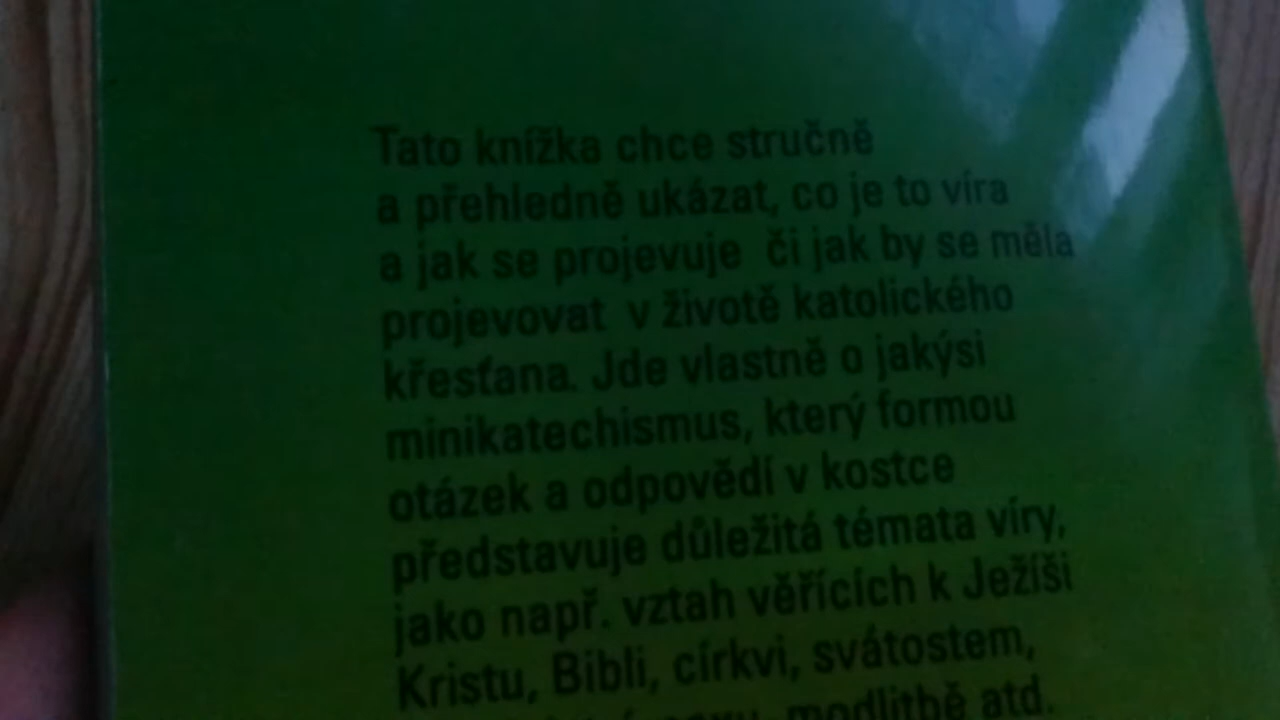 Tato knížka chce stručně
a přehledně ukázat, co je to víra
a jak se projevuje či jak by se měla
projevovat v životě katolického
křesťana. Jde vlastně o jakýsi
minikatechismus, který formou
otázek a odpovědí v kostce
představuje důležitá témata víry,
jako např. vztah věřících k Ježíši
Kristu, Bibli, církvi, svátostem,
modlitbě atd.